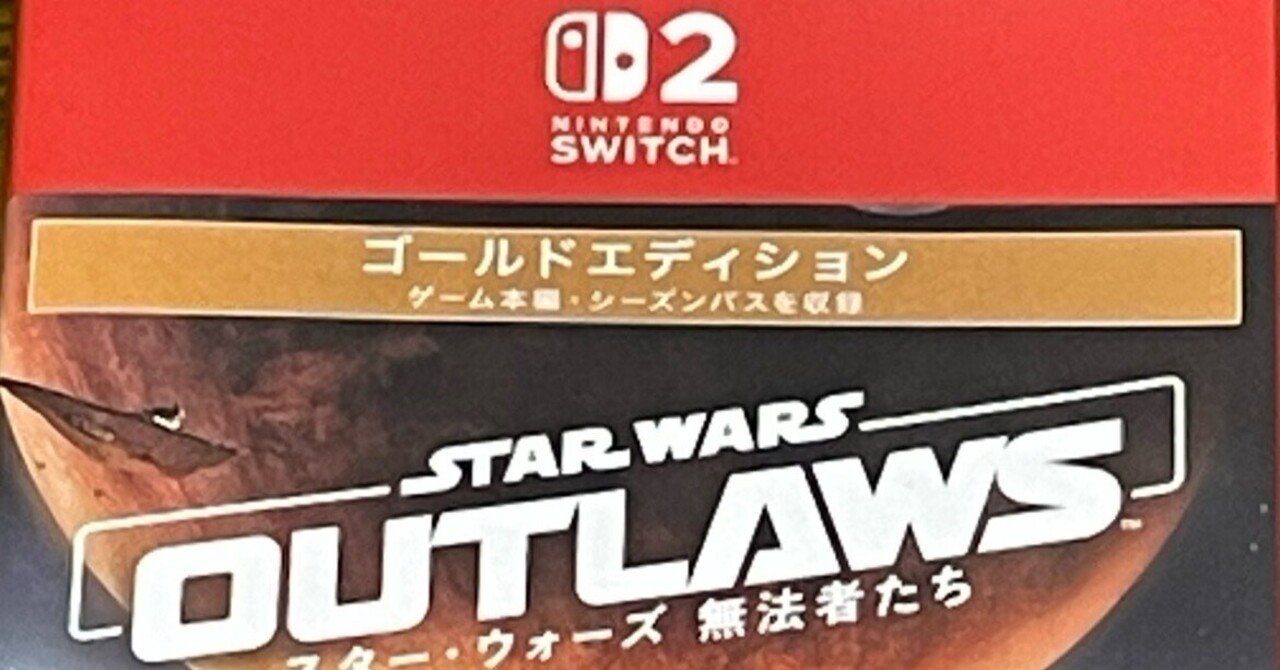 2
NINTENDO
SWITCH
ゴールドエディション
ゲーム本編・シーズンパスを収録
STAR WARS
OUTLAWS™
スター・ウォーズ 無法者たち